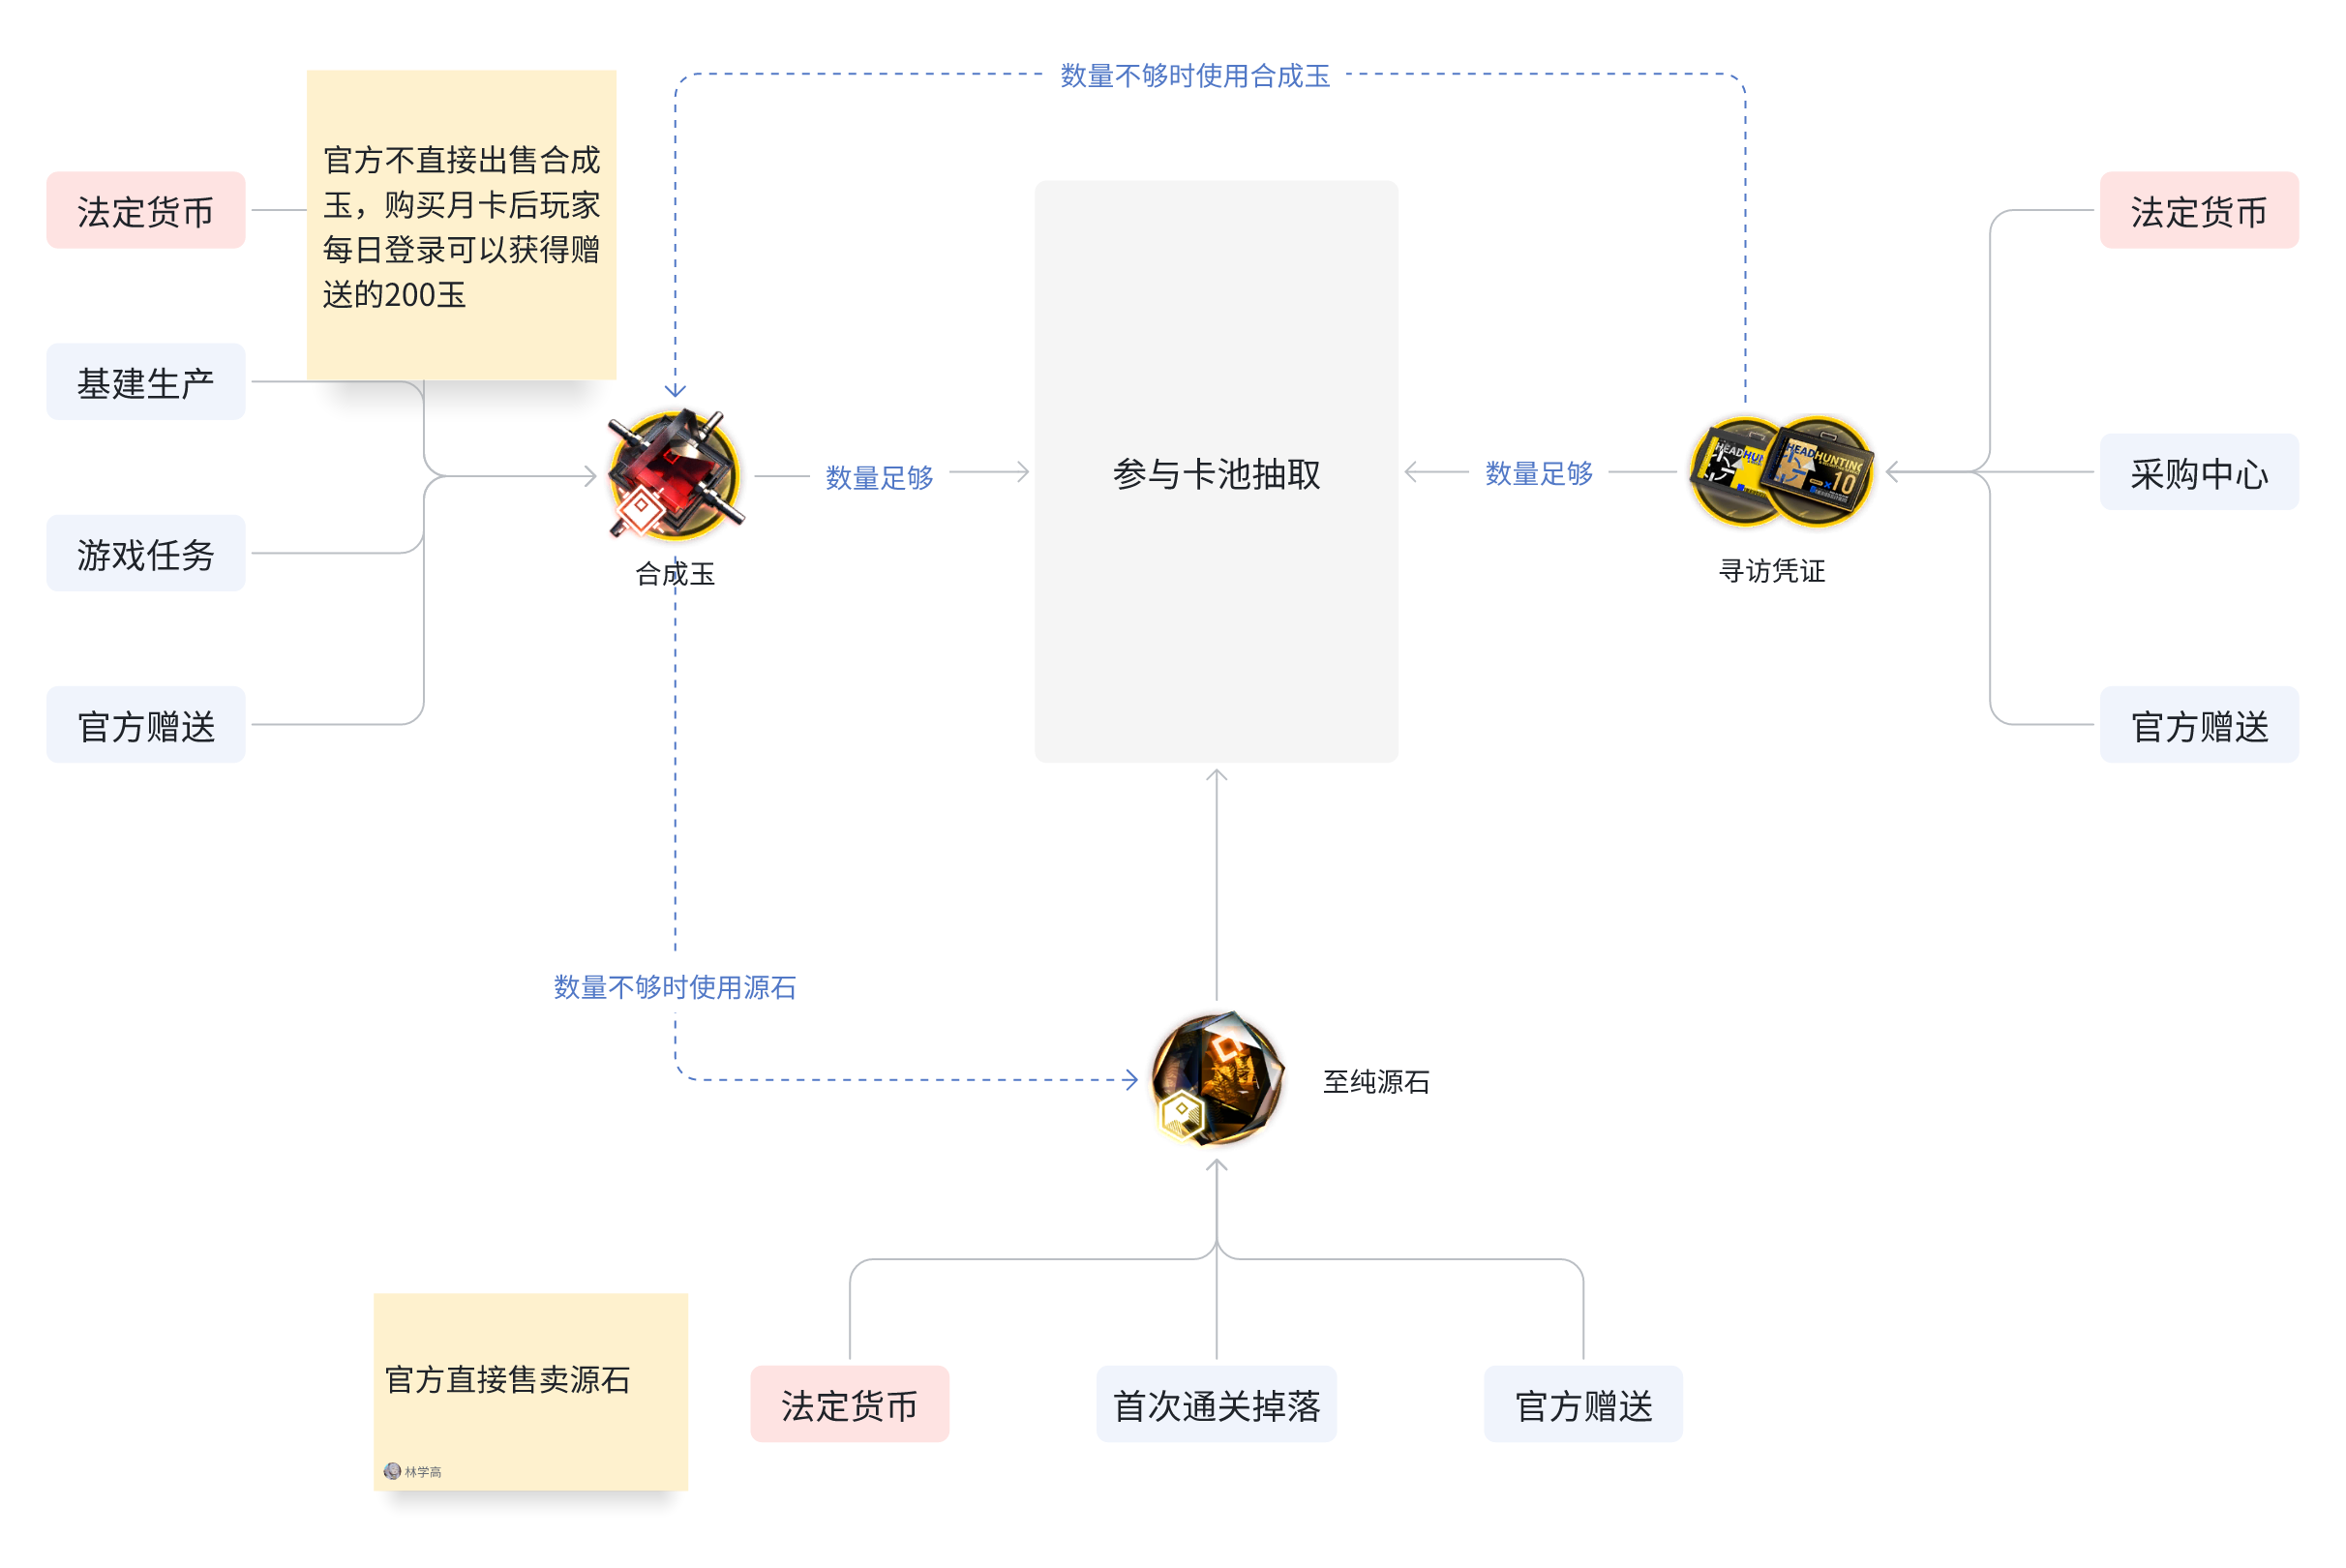 数量不够时使用合成玉
官方不直接出售合成
玉，购买月卡后玩家
每日登录可以获得赠
送的200玉
法定货币
法定货币
基建生产
HEADHUN
HEADHUNTING
×10
数量足够
参与卡池抽取
数量足够
采购中心
游戏任务
合成玉
寻访凭证
官方赠送
官方赠送
数量不够时使用源石
至纯源石
官方直接售卖源石
法定货币
首次通关掉落
官方赠送
林学高